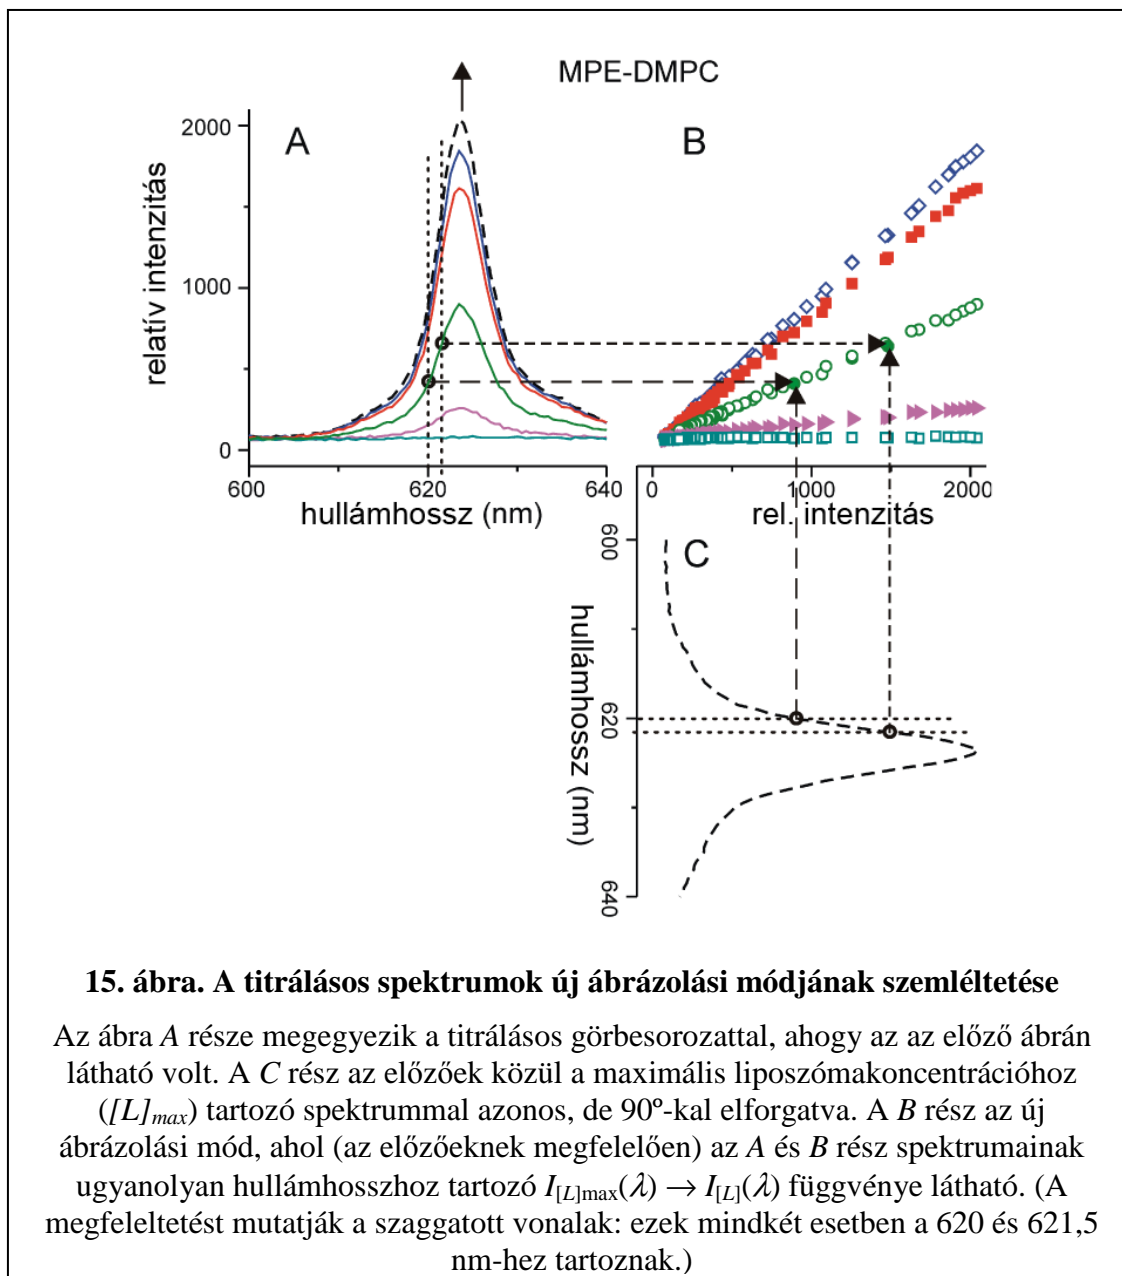 MPE-DMPC
A
B
2000
1000
0
relatív intenzitás
600
620
640
hullámhossz (nm)
0
1000
2000
rel. intenzitás
C
600
620
640
hullámhossz (nm)
15. ábra. A titrálásos spektrumok új ábrázolási módjának szemléltetése
Az ábra A része megegyezik a titrálásos görbesorozattal, ahogy az az előző ábrán
látható volt. A C rész az előzőek közül a maximális liposzómakoncentrációhoz
([L]max) tartozó spektrummal azonos, de 90º-kal elforgatva. A B rész az új
ábrázolási mód, ahol (az előzőeknek megfelelően) az A és B rész spektrumainak
ugyanolyan hullámhosszhoz tartozó I[L]max(λ) → I[L](λ) függvénye látható. (A
megfeleltetést mutatják a szaggatott vonalak: ezek mindkét esetben a 620 és 621,5
nm-hez tartoznak.)